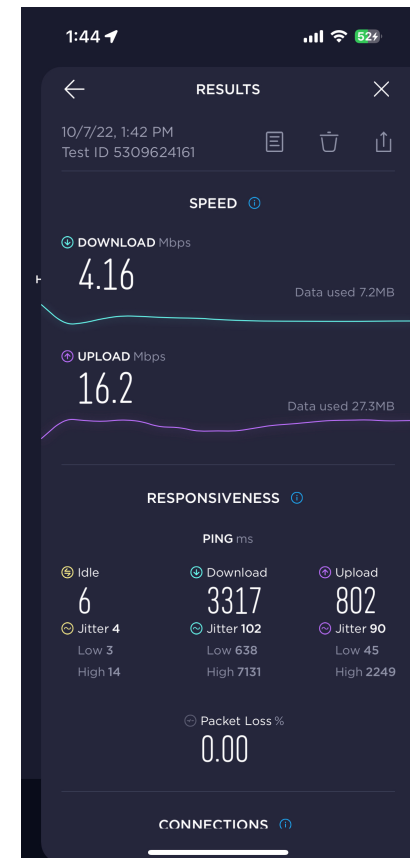 1:44
52
RESULTS
10/7/22, 1:42 PM
Test ID 5309624161
SPEED
DOWNLOAD Mbps
4.16
Data used 7.2MB
UPLOAD Mbps
16.2
Data used 27.3MB
RESPONSIVENESS
PING ms
Idle Download Upload
6 3317 802
Jitter 4 Jitter 102 Jitter 90
Low 3 Low 638 Low 45
High 14 High 7131 High 2249
Packet Loss %
0.00
CONNECTIONS